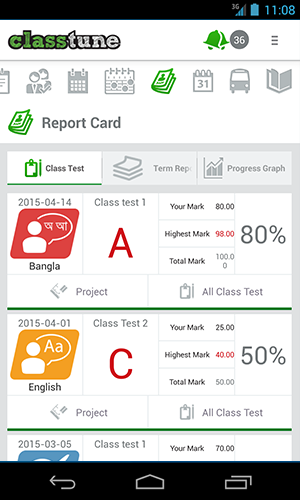 3G 11:08
classtune 36
31
Report Card
Class Test Term Repo Progress Graph
2015-04-14 Class test 1 Your Mark 80.00
অ আ A Highest Mark 98.00 80%
Bangla Total Mark 100.00
Project All Class Test
2015-04-01 Class Test 2 Your Mark 25.00
Aa C Highest Mark 40.00 50%
English Total Mark 50.00
Project All Class Test
2015-03-05 Class test 1 Your Mark 70.00